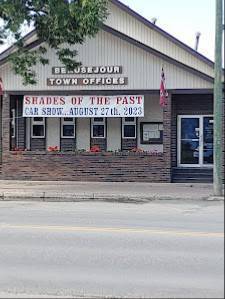 BEAUSEJOUR
TOWN OFFICES
SHADES OF THE PAST
CAR SHOW...AUGUST 27th, 2023